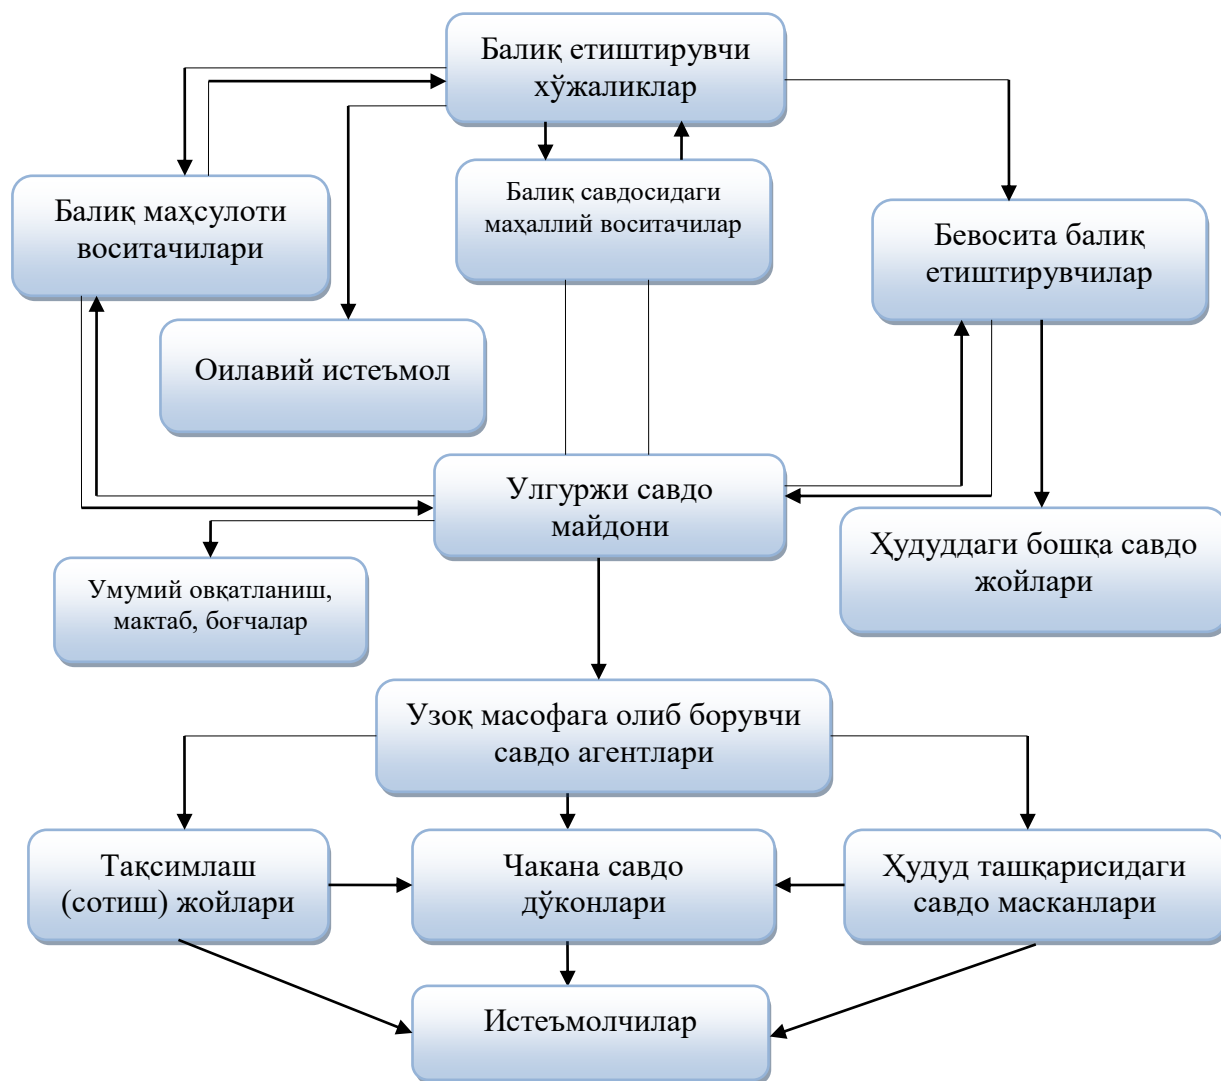 Балиқ етиштирувчи
хўжаликлар
Балиқ маҳсулоти
воситачилари
Балиқ савдосидаги
маҳаллий воситачилар
Бевосита балиқ
етиштирувчилар
Оилавий истеъмол
Улгуржи савдо
майдони
Ҳудуддаги бошқа савдо
жойлари
Умумий овқатланиш,
мактаб, боғчалар
Узоқ масофага олиб борувчи
савдо агентлари
Тақсимлаш
(сотиш) жойлари
Чакана савдо
дўконлари
Ҳудуд ташқарисидаги
савдо масканлари
Истеъмолчилар